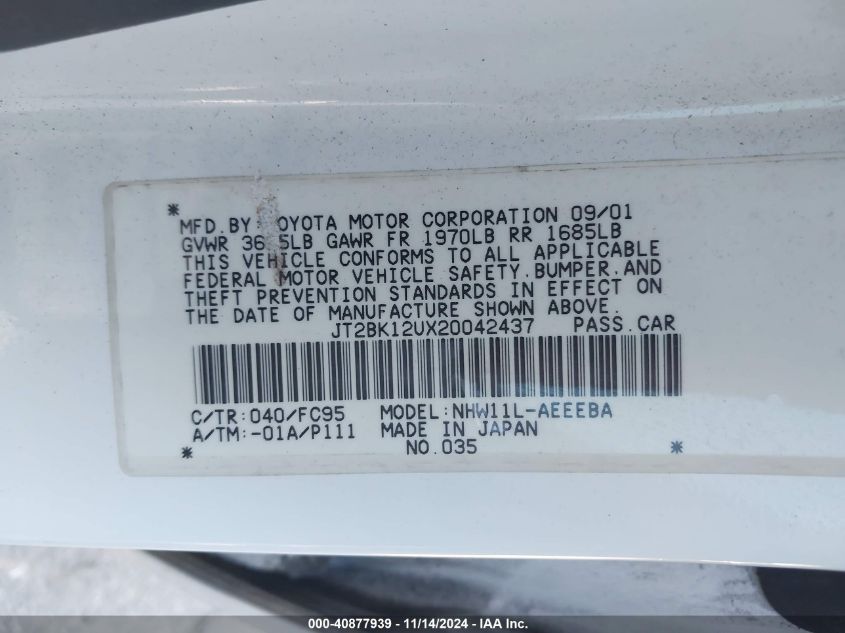 *
MFD. BY OYOTA MOTOR CORPORATION 09/01
GVWR 36 5LB GAWR FR 1970LB RR 1685LB
THIS VEHICLE CONFORMS TO ALL APPLICABLE
FEDERAL MOTOR VEHICLE SAFETY, BUMPER, AND
THEFT PREVENTION STANDARDS IN EFFECT ON
THE DATE OF MANUFACTURE SHOWN ABOVE.
JT2BK12UX20042437 PASS. CAR
C/TR:040/FC95 MODEL:NHW11L-AEEEBA
A/TM:-01A/P111 MADE IN JAPAN
* NO.035 *
000-40877939 - 11/14/2024 - IAA Inc.